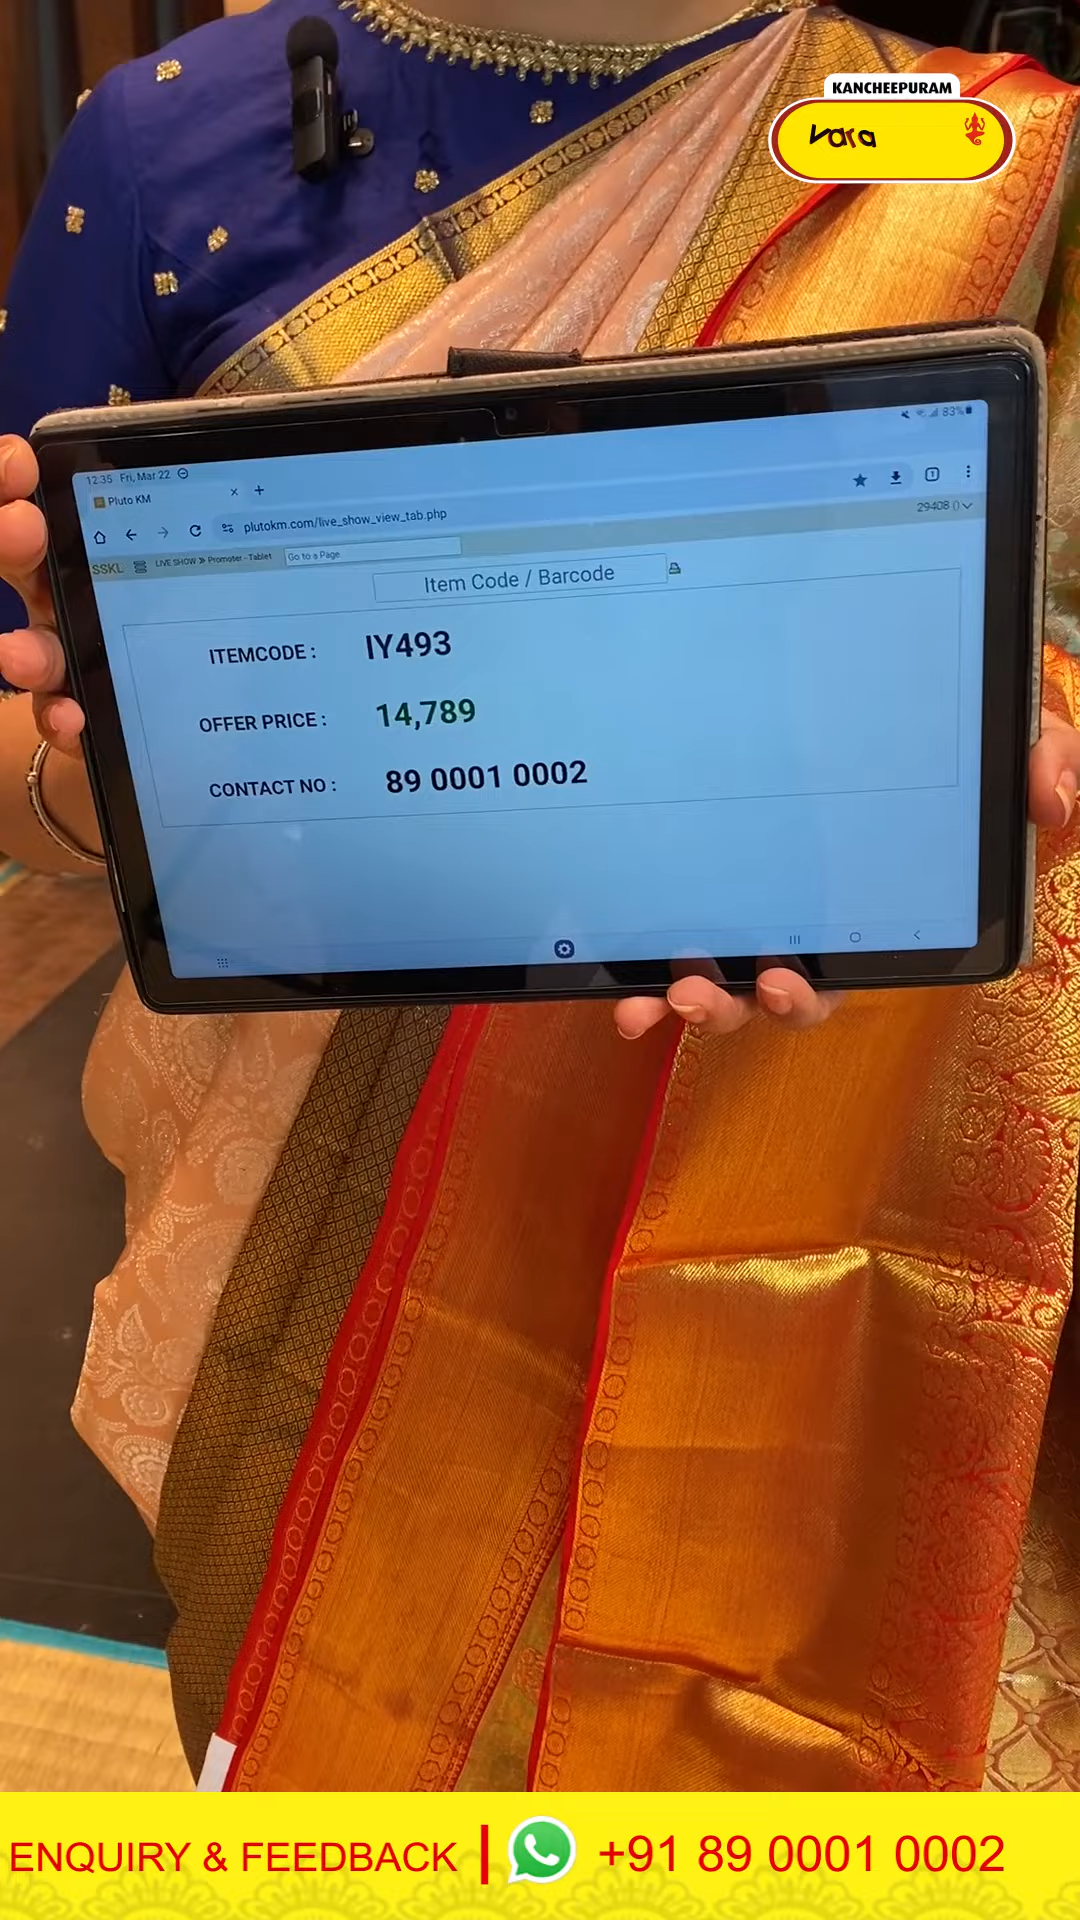 KANCHEEPURAM
vara
12:35 Fri, Mar 22
83%
Pluto KM
plutokm.com/live_show_view_tab.php
29408 ()
SSKL
LIVE SHOW >> Promoter - Tablet
Go to a Page
Item Code / Barcode
ITEMCODE : IY493
OFFER PRICE : 14,789
CONTACT NO : 89 0001 0002
ENQUIRY & FEEDBACK | +91 89 0001 0002